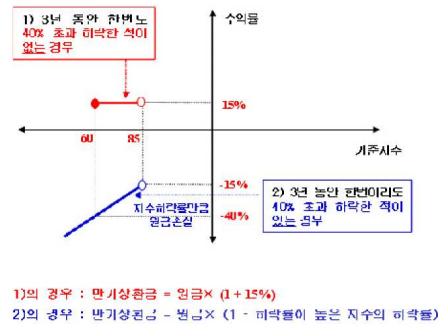 1) 3년 동안 한번도
40% 초과 하락한 적이
없는 경우
수익률
15%
60
85
기준지수
-15%
지수하락률만큼
원금손실
-40%
2) 3년 동안 한번이라도
40% 초과 하락한 적이
있는 경우
1)의 경우 : 만기상환금 = 원금× (1+15%)
2)의 경우 : 만기상환금 = 원금× (1 - 하락률이 높은 지수의 하락률)